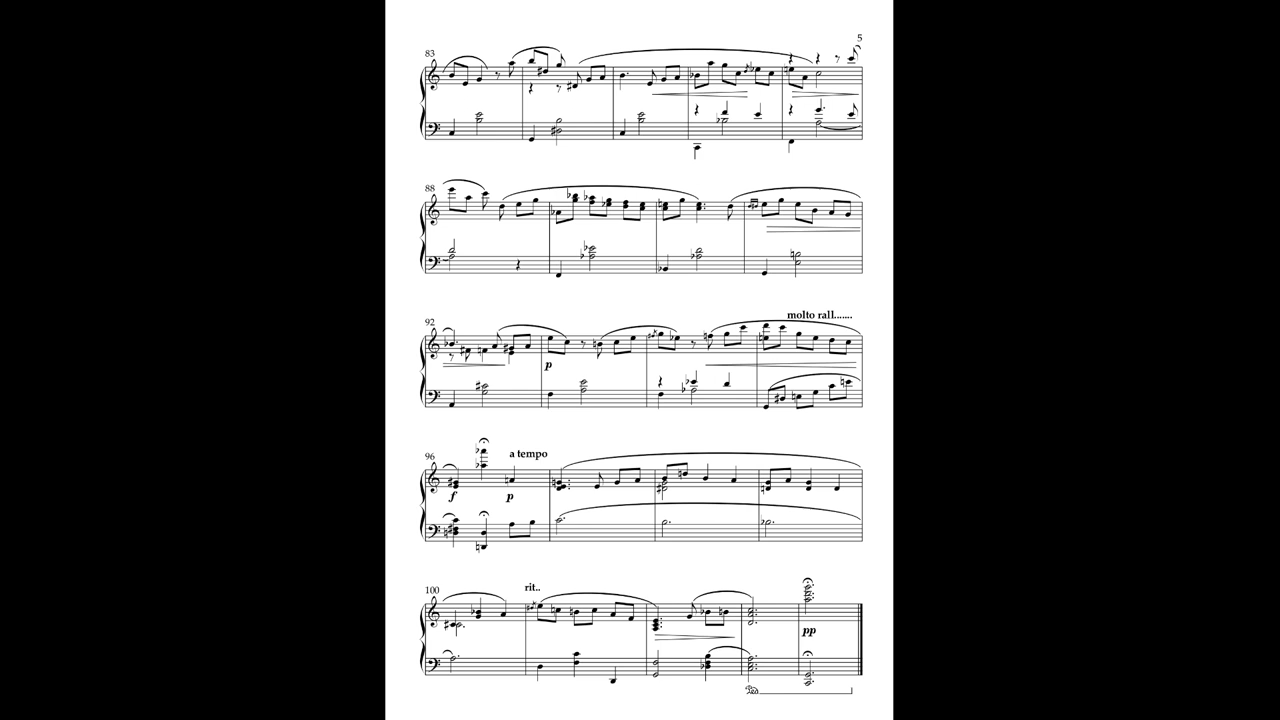 5
83
88
92
molto rall.......
p
96
a tempo
f
p
100
rit..
pp